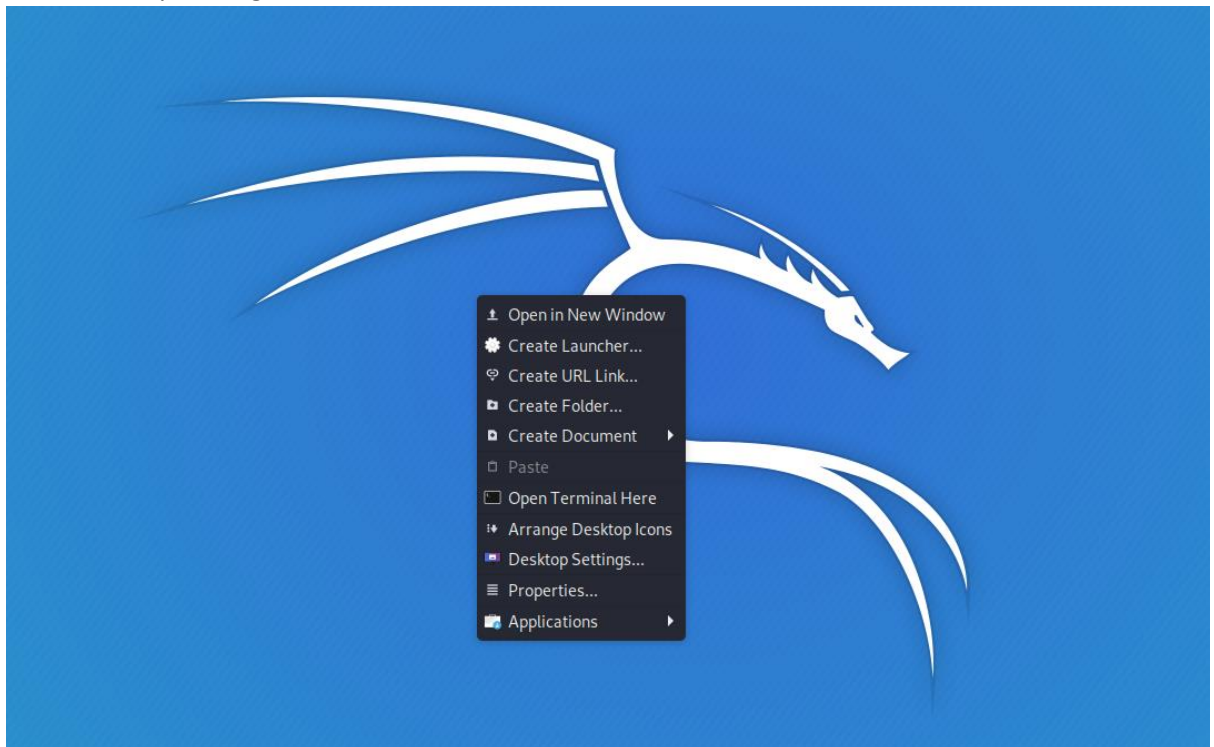 Open in New Window
Create Launcher...
Create URL Link...
Create Folder...
Create Document
Paste
Open Terminal Here
Arrange Desktop Icons
Desktop Settings...
Properties...
Applications